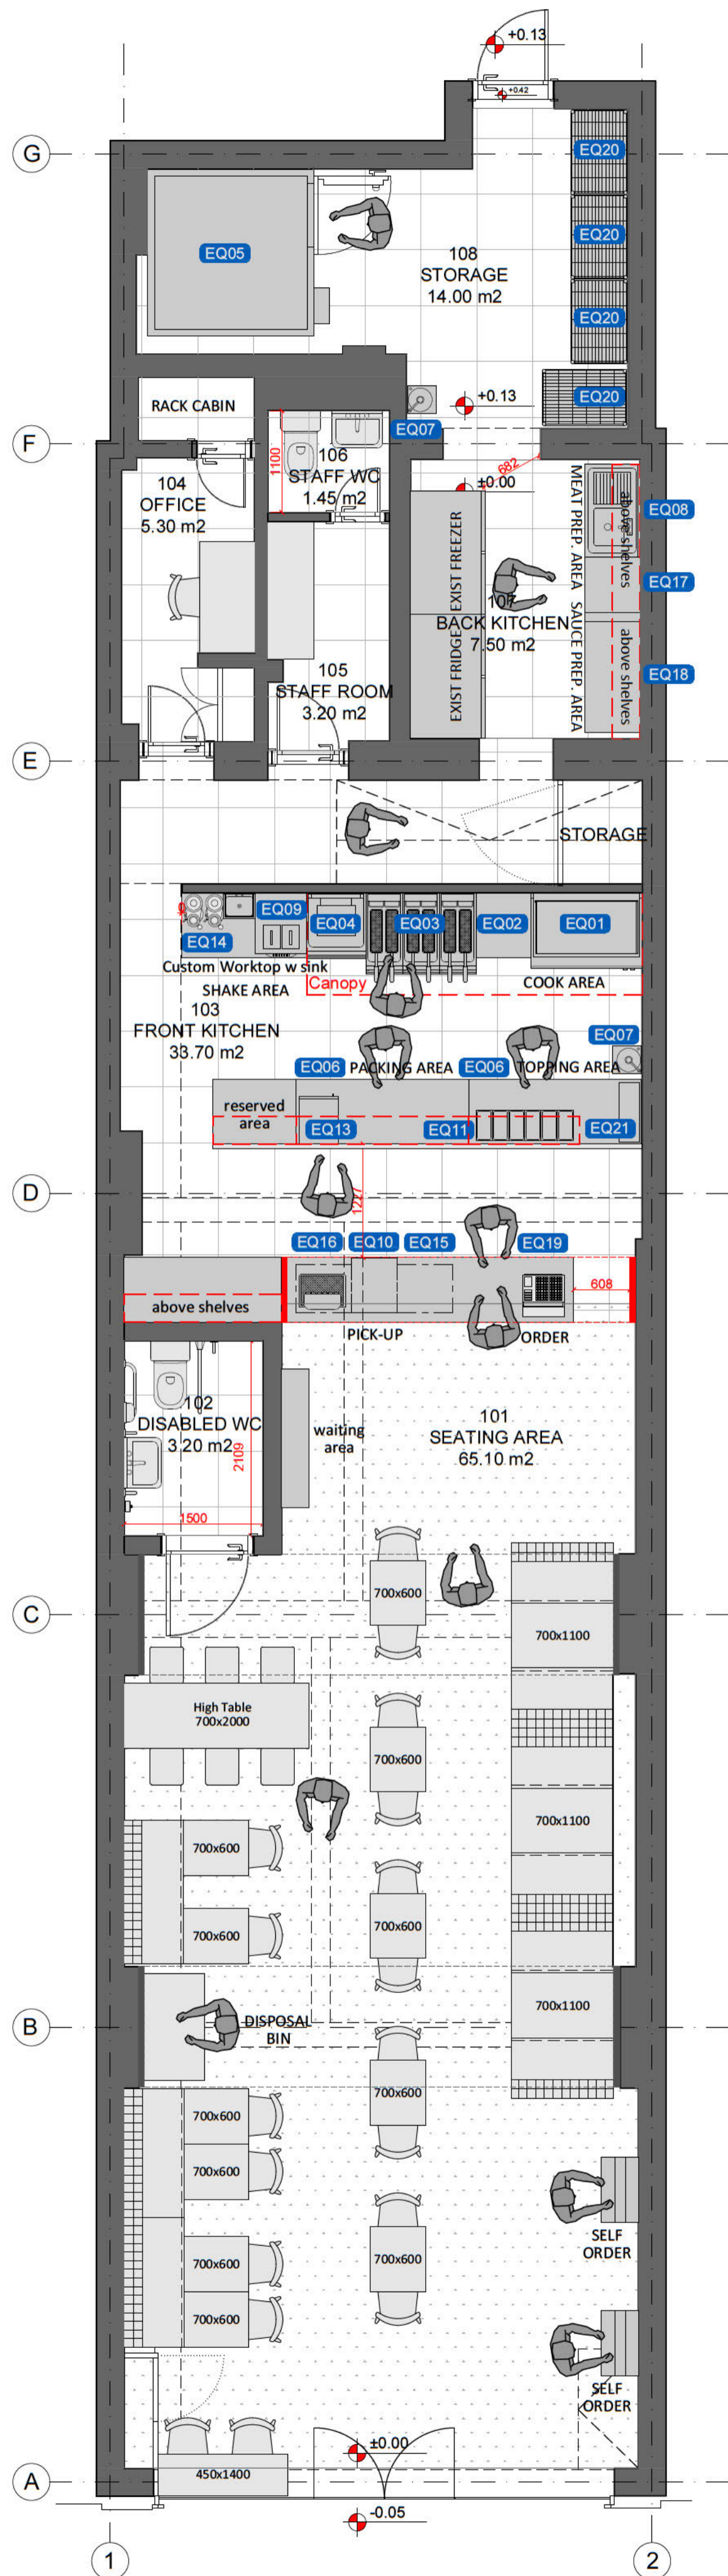 +0.13
+0.42
G
EQ20
EQ05
EQ20
108
STORAGE
14.00 m2
EQ20
EQ20
RACK CABIN
+0.13
EQ07
F
106
STAFF WC
1.45 m2
1100
682
±0.00
104
OFFICE
5.30 m2
MEAT PREP. AREA
SAUCE PREP. AREA
above shelves
above shelves
EQ08
EQ17
EQ18
EXIST FREEZER
EXIST FRIDGE
107
BACK KITCHEN
7.50 m2
105
STAFF ROOM
3.20 m2
E
STORAGE
0
EQ14
EQ09
EQ04
EQ03
EQ02
EQ01
Custom Worktop w sink
SHAKE AREA
Canopy
COOK AREA
103
FRONT KITCHEN
33.70 m2
EQ07
EQ06
PACKING AREA
EQ06
TOPPING AREA
reserved
area
EQ13
EQ11
EQ21
D
1227
EQ16
EQ10
EQ15
EQ19
608
above shelves
PICK-UP
ORDER
102
DISABLED WC
3.20 m2
2109
1500
waiting
area
101
SEATING AREA
65.10 m2
C
700x600
700x1100
High Table
700x2000
700x600
700x600
700x1100
700x600
700x600
700x1100
B
DISPOSAL
BIN
700x600
700x600
700x600
SELF
ORDER
700x600
700x600
700x600
SELF
ORDER
±0.00
450x1400
A
-0.05
1
2